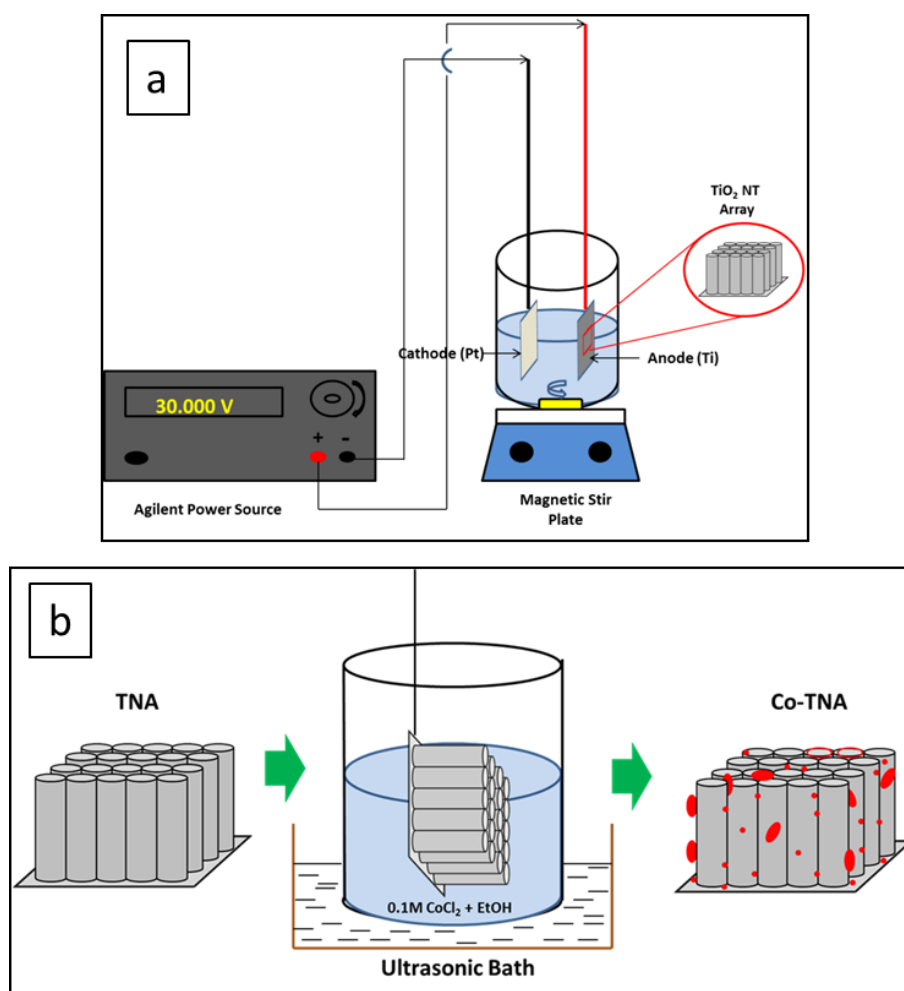 a
TiO₂ NT
Array
Cathode (Pt)
Anode (Ti)
30.000 V
+ -
Agilent Power Source
Magnetic Stir
Plate
b
TNA
Co-TNA
0.1M CoCl₂ + EtOH
Ultrasonic Bath